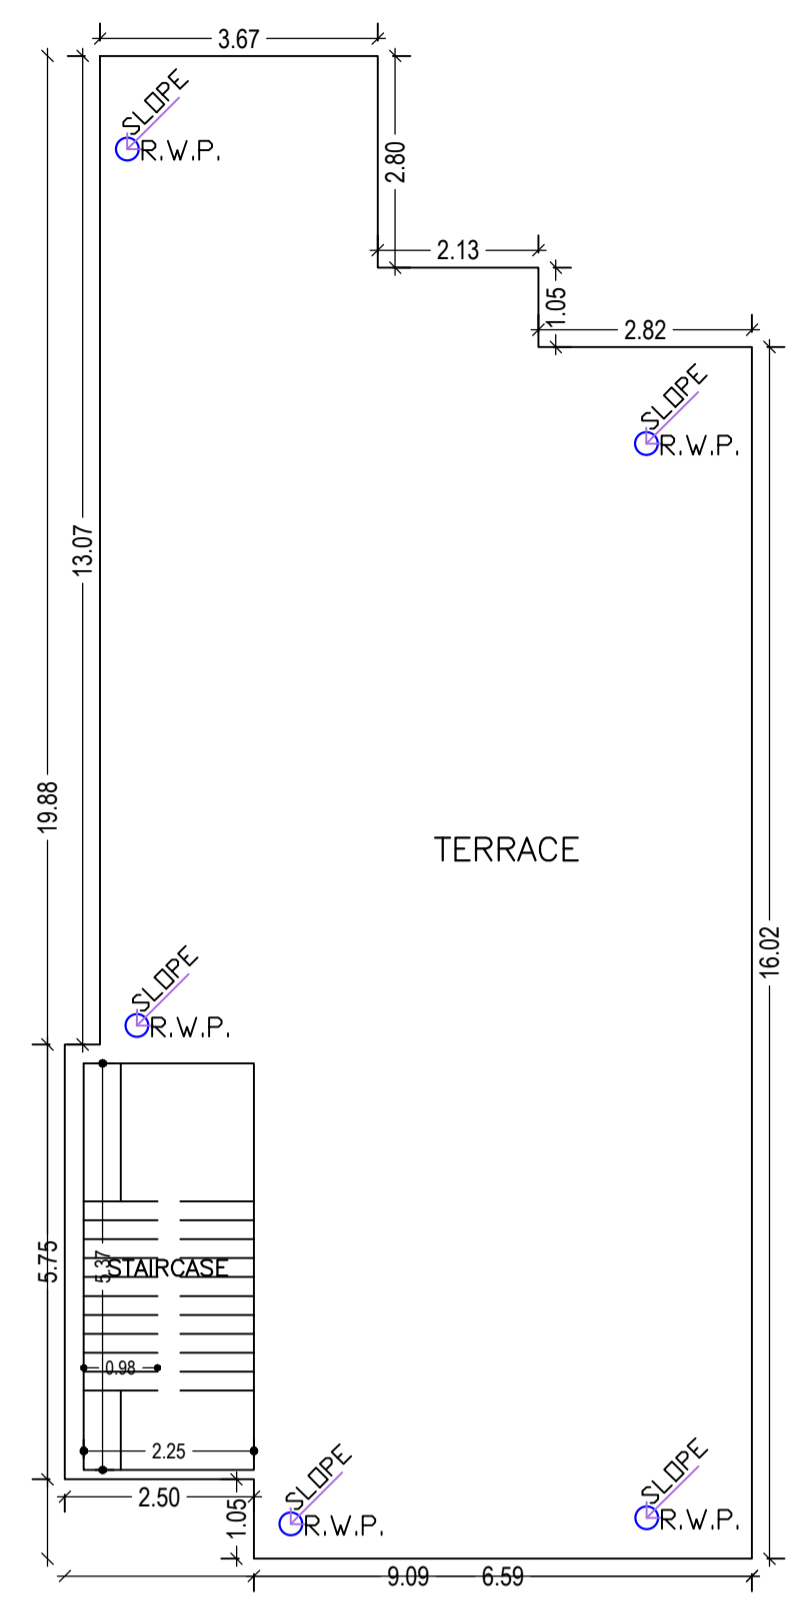 3.67
SLOPE
R.W.P.
2.80
2.13
1.05
2.82
SLOPE
R.W.P.
13.07
19.88
TERRACE
16.02
SLOPE
R.W.P.
5.75
5.37
STAIRCASE
0.98
2.25
2.50
1.05
SLOPE
R.W.P.
SLOPE
R.W.P.
9.09
6.59